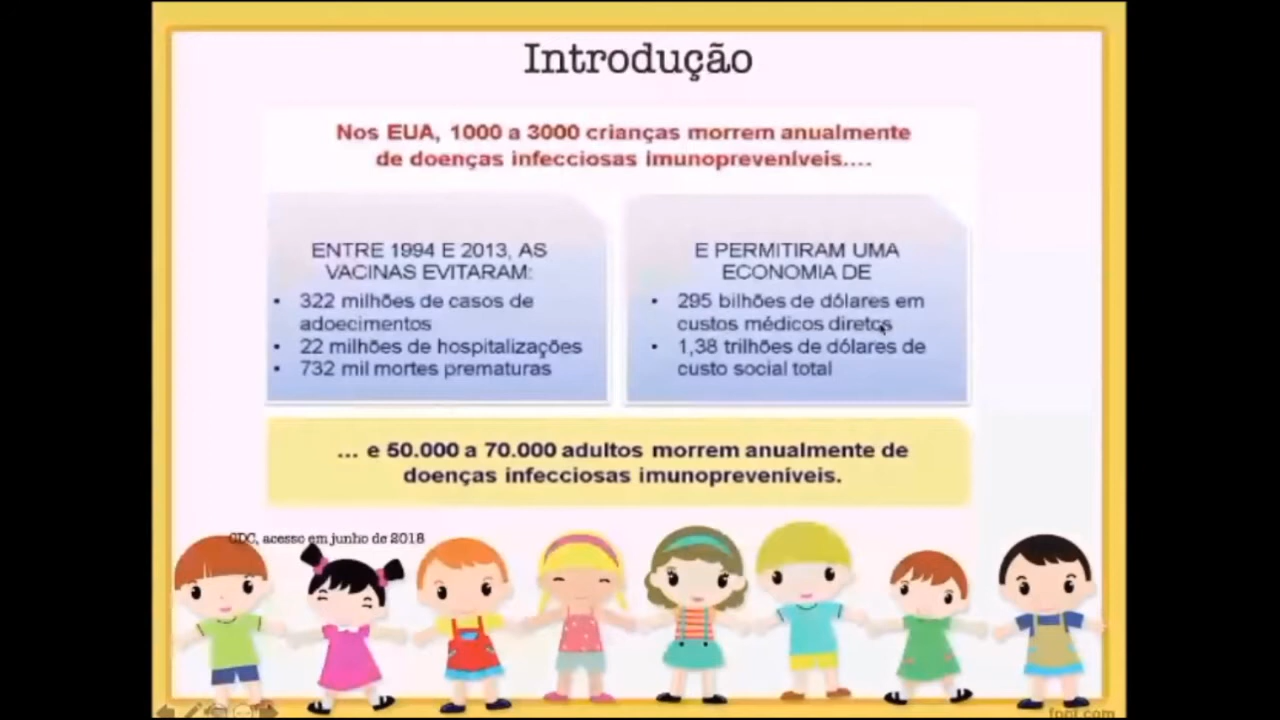 Introdução
Nos EUA, 1000 a 3000 crianças morrem anualmente
de doenças infecciosas imunopreveníveis....
ENTRE 1994 E 2013, AS
VACINAS EVITARAM:
• 322 milhões de casos de
adoecimentos
• 22 milhões de hospitalizações
• 732 mil mortes prematuras
E PERMITIRAM UMA
ECONOMIA DE
• 295 bilhões de dólares em
custos médicos diretos
• 1,38 trilhões de dólares de
custo social total
... e 50.000 a 70.000 adultos morrem anualmente de
doenças infecciosas imunopreveníveis.
CDC, acesso em junho de 2018